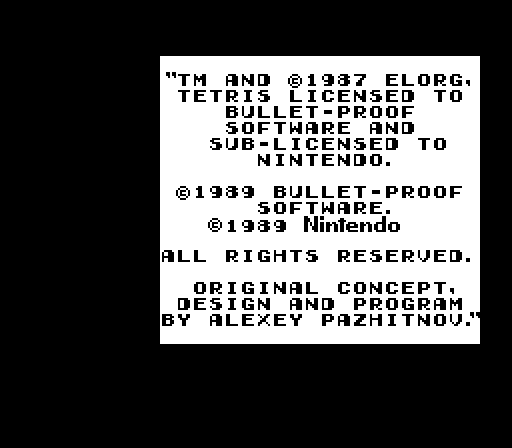 "TM AND ©1987 ELORG,
TETRIS LICENSED TO
BULLET-PROOF
SOFTWARE AND
SUB-LICENSED TO
NINTENDO.
©1989 BULLET-PROOF
SOFTWARE.
©1989 Nintendo
ALL RIGHTS RESERVED.
ORIGINAL CONCEPT,
DESIGN AND PROGRAM
BY ALEXEY PAZHITNOV."